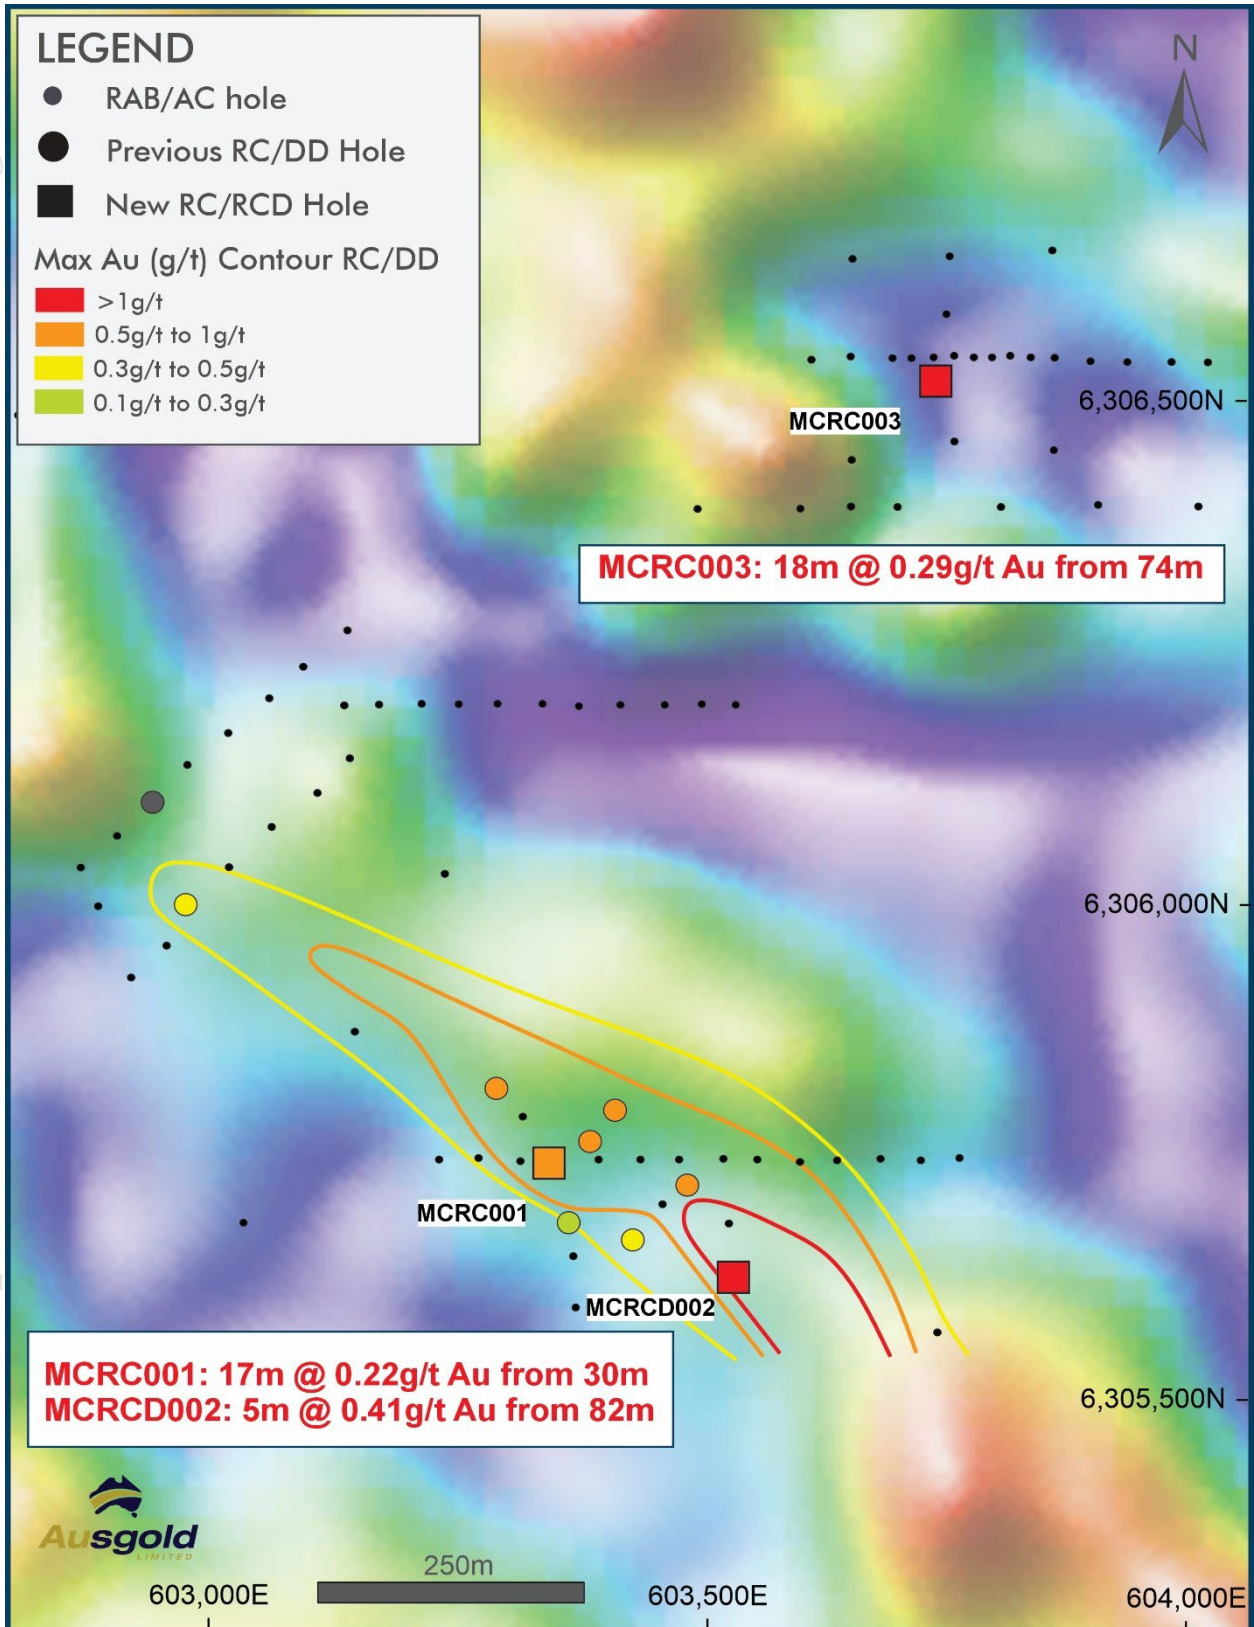 LEGEND
RAB/AC hole
Previous RC/DD Hole
New RC/RCD Hole
Max Au (g/t) Contour RC/DD
>1g/t
0.5g/t to 1g/t
0.3g/t to 0.5g/t
0.1g/t to 0.3g/t
N
6,306,500N
MCRC003
MCRC003: 18m @ 0.29g/t Au from 74m
6,306,000N
MCRC001
MCRCD002
MCRC001: 17m @ 0.22g/t Au from 30m
MCRCD002: 5m @ 0.41g/t Au from 82m
6,305,500N
Ausgold
LIMITED
250m
603,000E
603,500E
604,000E